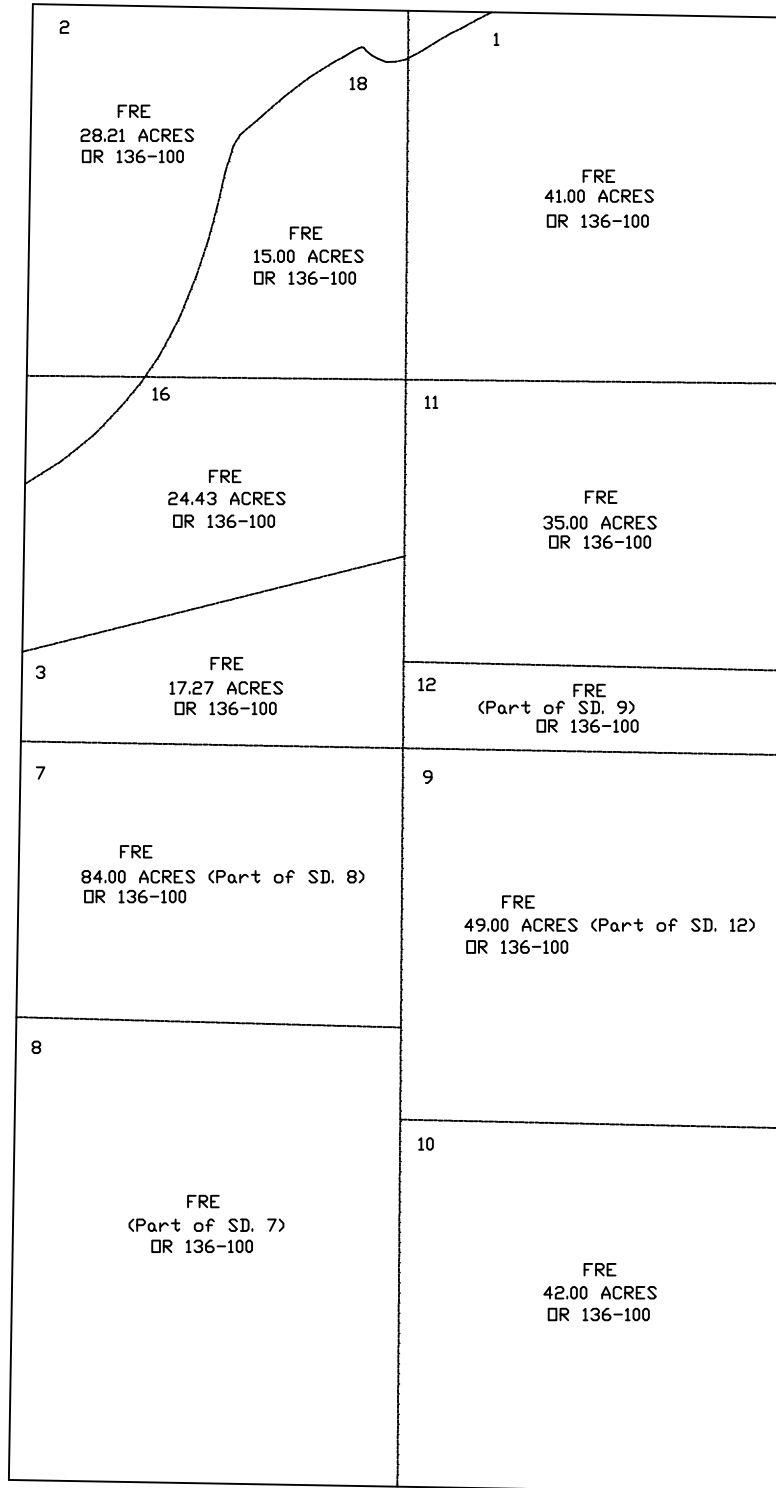 2
1
18
FRE
28.21 ACRES
OR 136-100
FRE
41.00 ACRES
OR 136-100
FRE
15.00 ACRES
OR 136-100
16
11
FRE
24.43 ACRES
OR 136-100
FRE
35.00 ACRES
OR 136-100
3
FRE
17.27 ACRES
OR 136-100
12
FRE
(Part of SD. 9)
OR 136-100
7
9
FRE
84.00 ACRES (Part of SD. 8)
OR 136-100
FRE
49.00 ACRES (Part of SD. 12)
OR 136-100
8
10
FRE
(Part of SD. 7)
OR 136-100
FRE
42.00 ACRES
OR 136-100